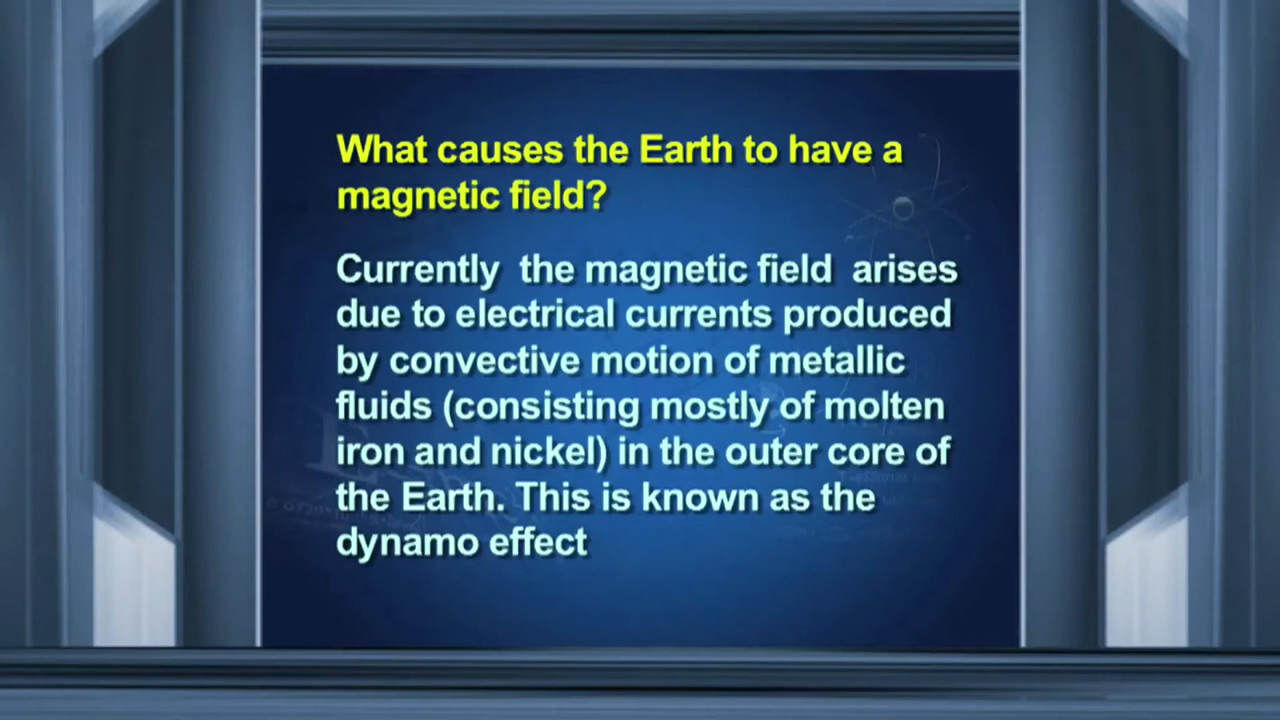 What causes the Earth to have a
magnetic field?
Currently the magnetic field arises
due to electrical currents produced
by convective motion of metallic
fluids (consisting mostly of molten
iron and nickel) in the outer core of
the Earth. This is known as the
dynamo effect